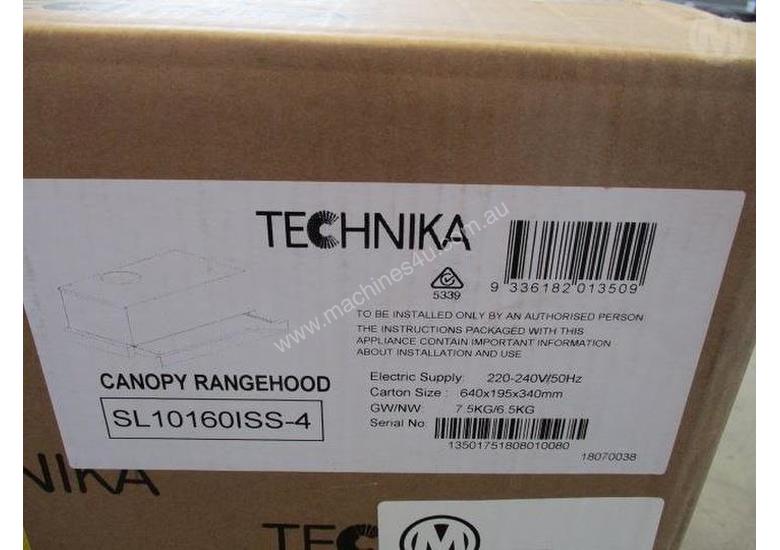 TECHNIKA
9 336182 013509
5339
TO BE INSTALLED ONLY BY AN AUTHORISED PERSON
THE INSTRUCTIONS PACKAGED WITH THIS
APPLIANCE CONTAIN IMPORTANT INFORMATION
ABOUT INSTALLATION AND USE
CANOPY RANGEHOOD
SL10160ISS-4
Electric Supply: 220-240V/50Hz
Carton Size : 640x195x340mm
GW/NW: 7.5KG/6.5KG
Serial No:
13501751808010080
18070038
www.machines4u.com.au
NIKA
TE
M
M